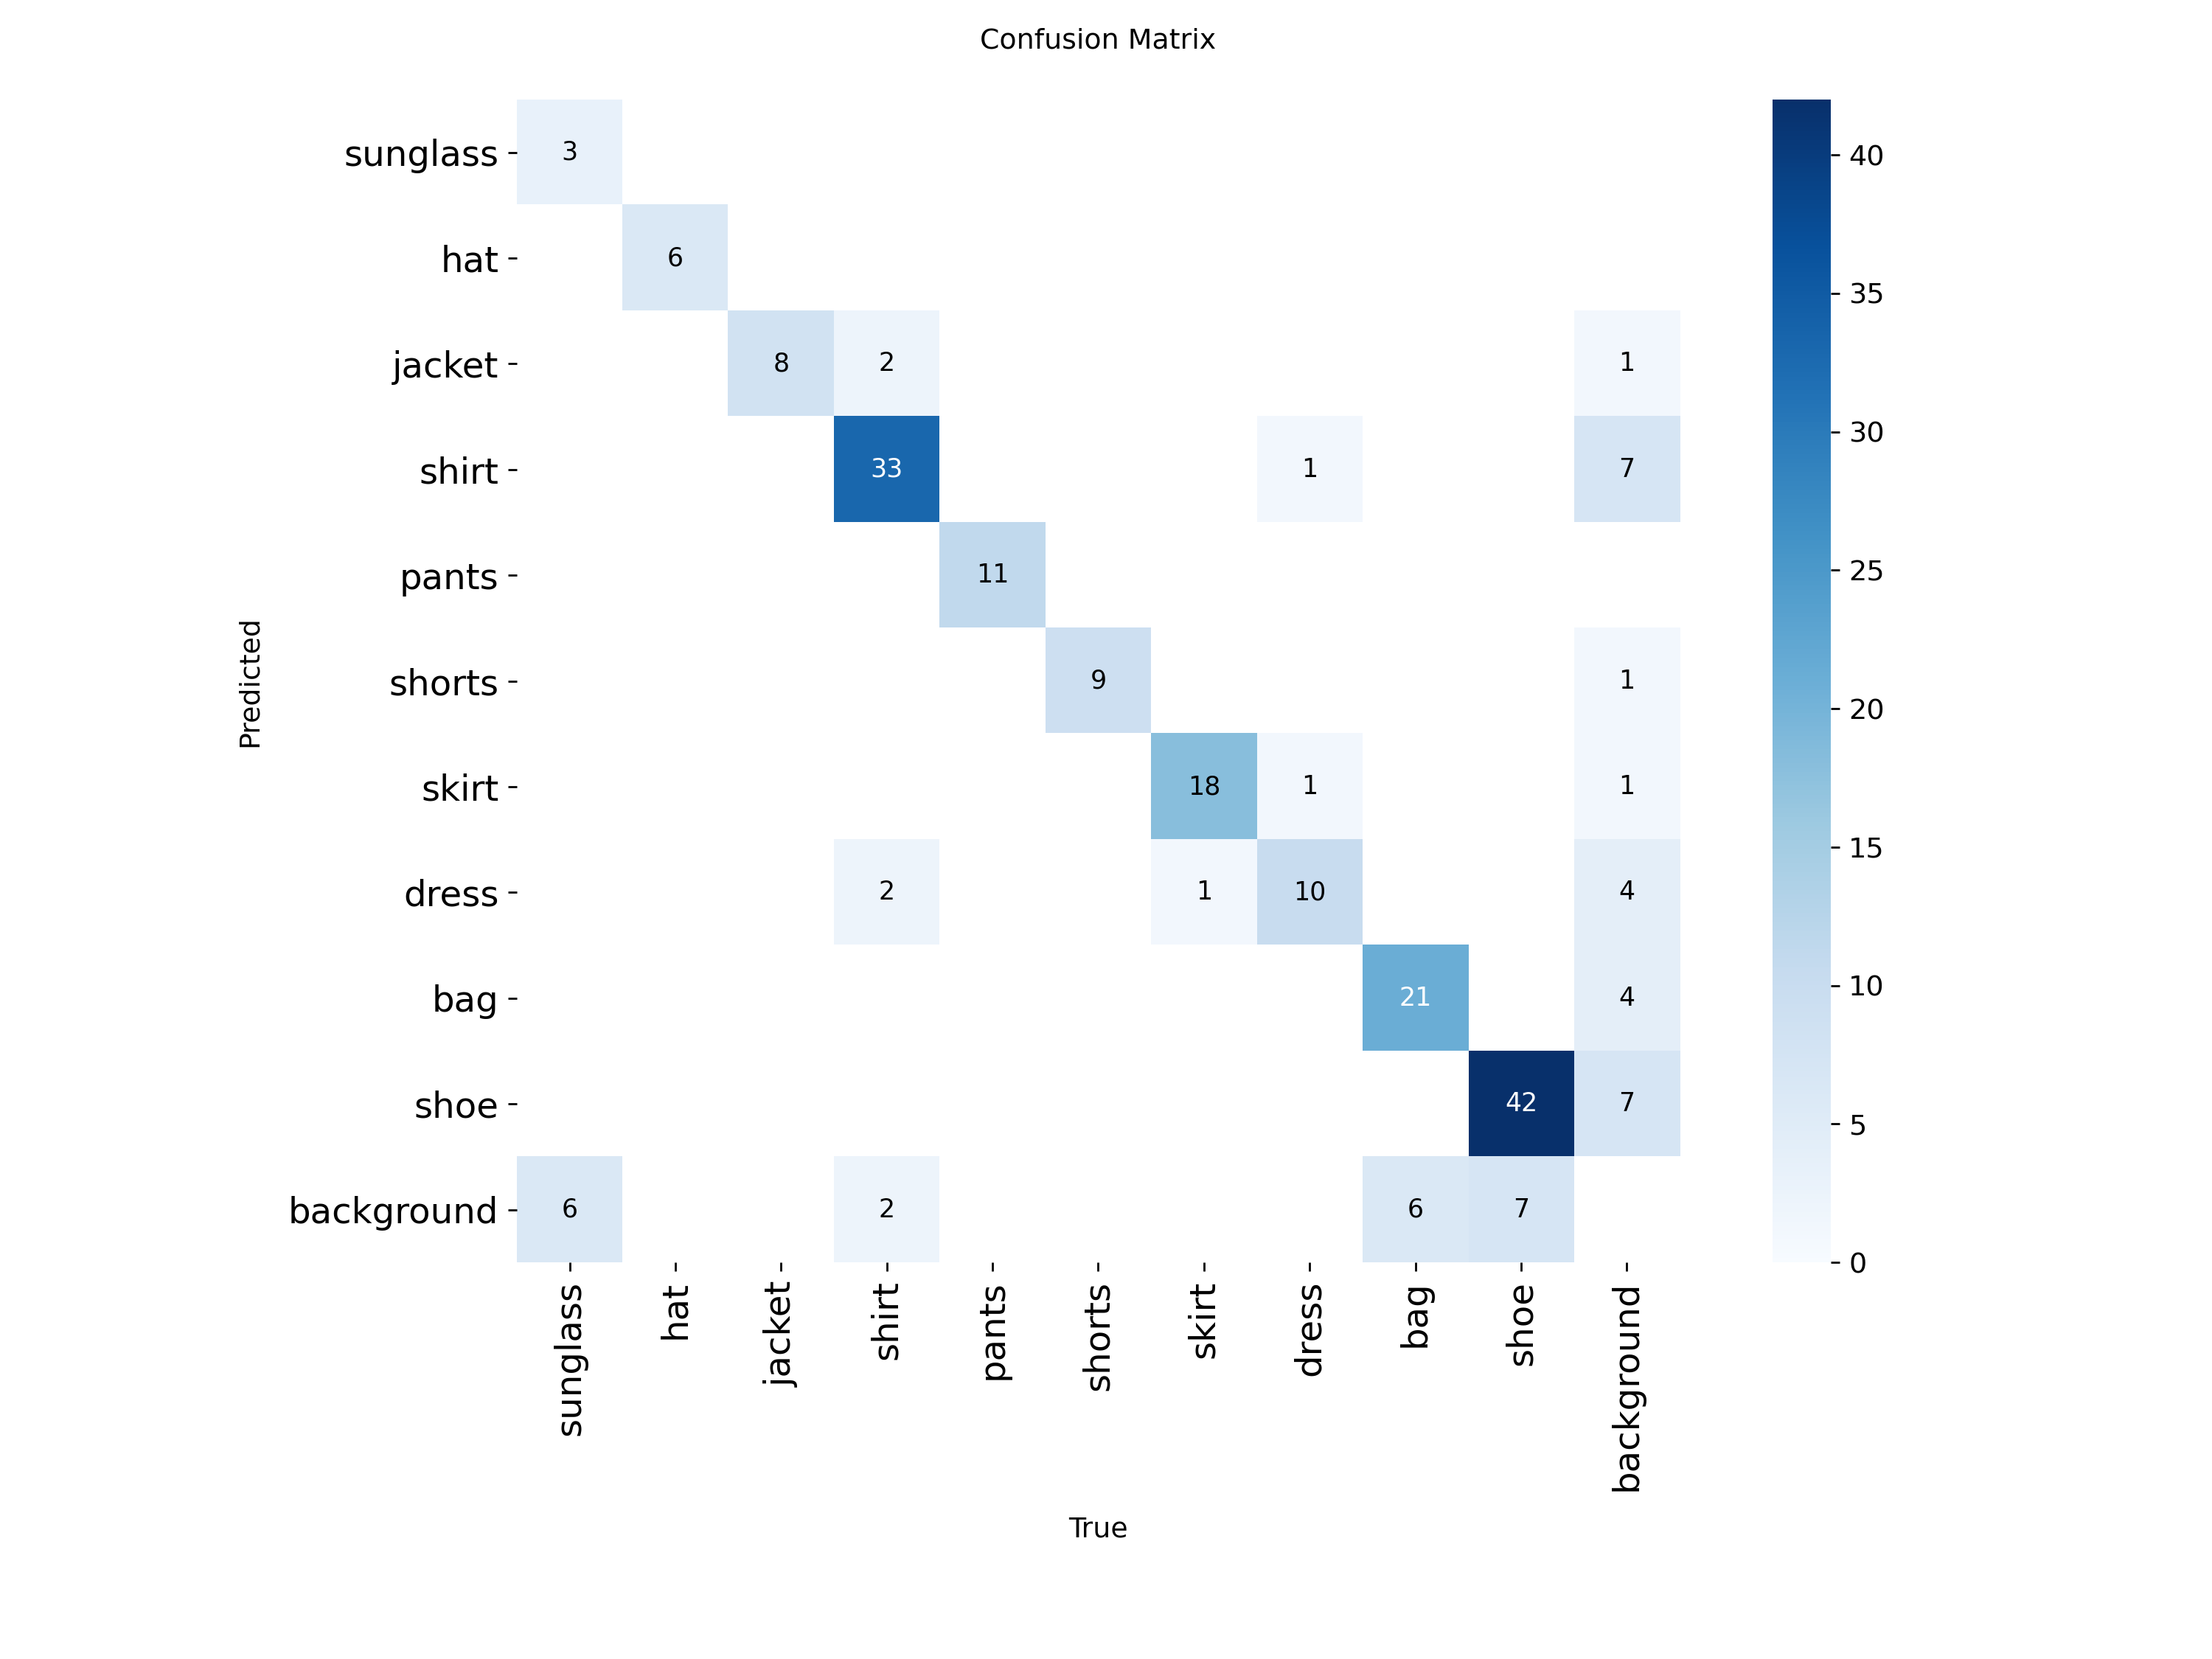 Confusion Matrix
sunglass 3
hat 6
jacket 8 2 1
shirt 33 1 7
pants 11
shorts 9 1
skirt 18 1 1
dress 2 1 10 4
bag 21 4
shoe 42 7
background 6 2 6 7
Predicted
sunglass hat jacket shirt pants shorts skirt dress bag shoe background
True
40
35
30
25
20
15
10
5
0